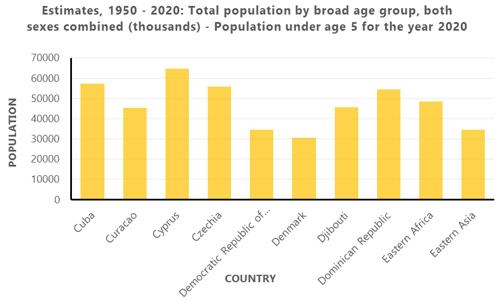 Estimates, 1950 - 2020: Total population by broad age group, both
sexes combined (thousands) - Population under age 5 for the year 2020
70000
60000
50000
40000
30000
20000
10000
0
POPULATION
Cuba
Curacao
Cyprus
Czechia
Democratic Republic of...
Denmark
Djibouti
Dominican Republic
Eastern Africa
Eastern Asia
COUNTRY